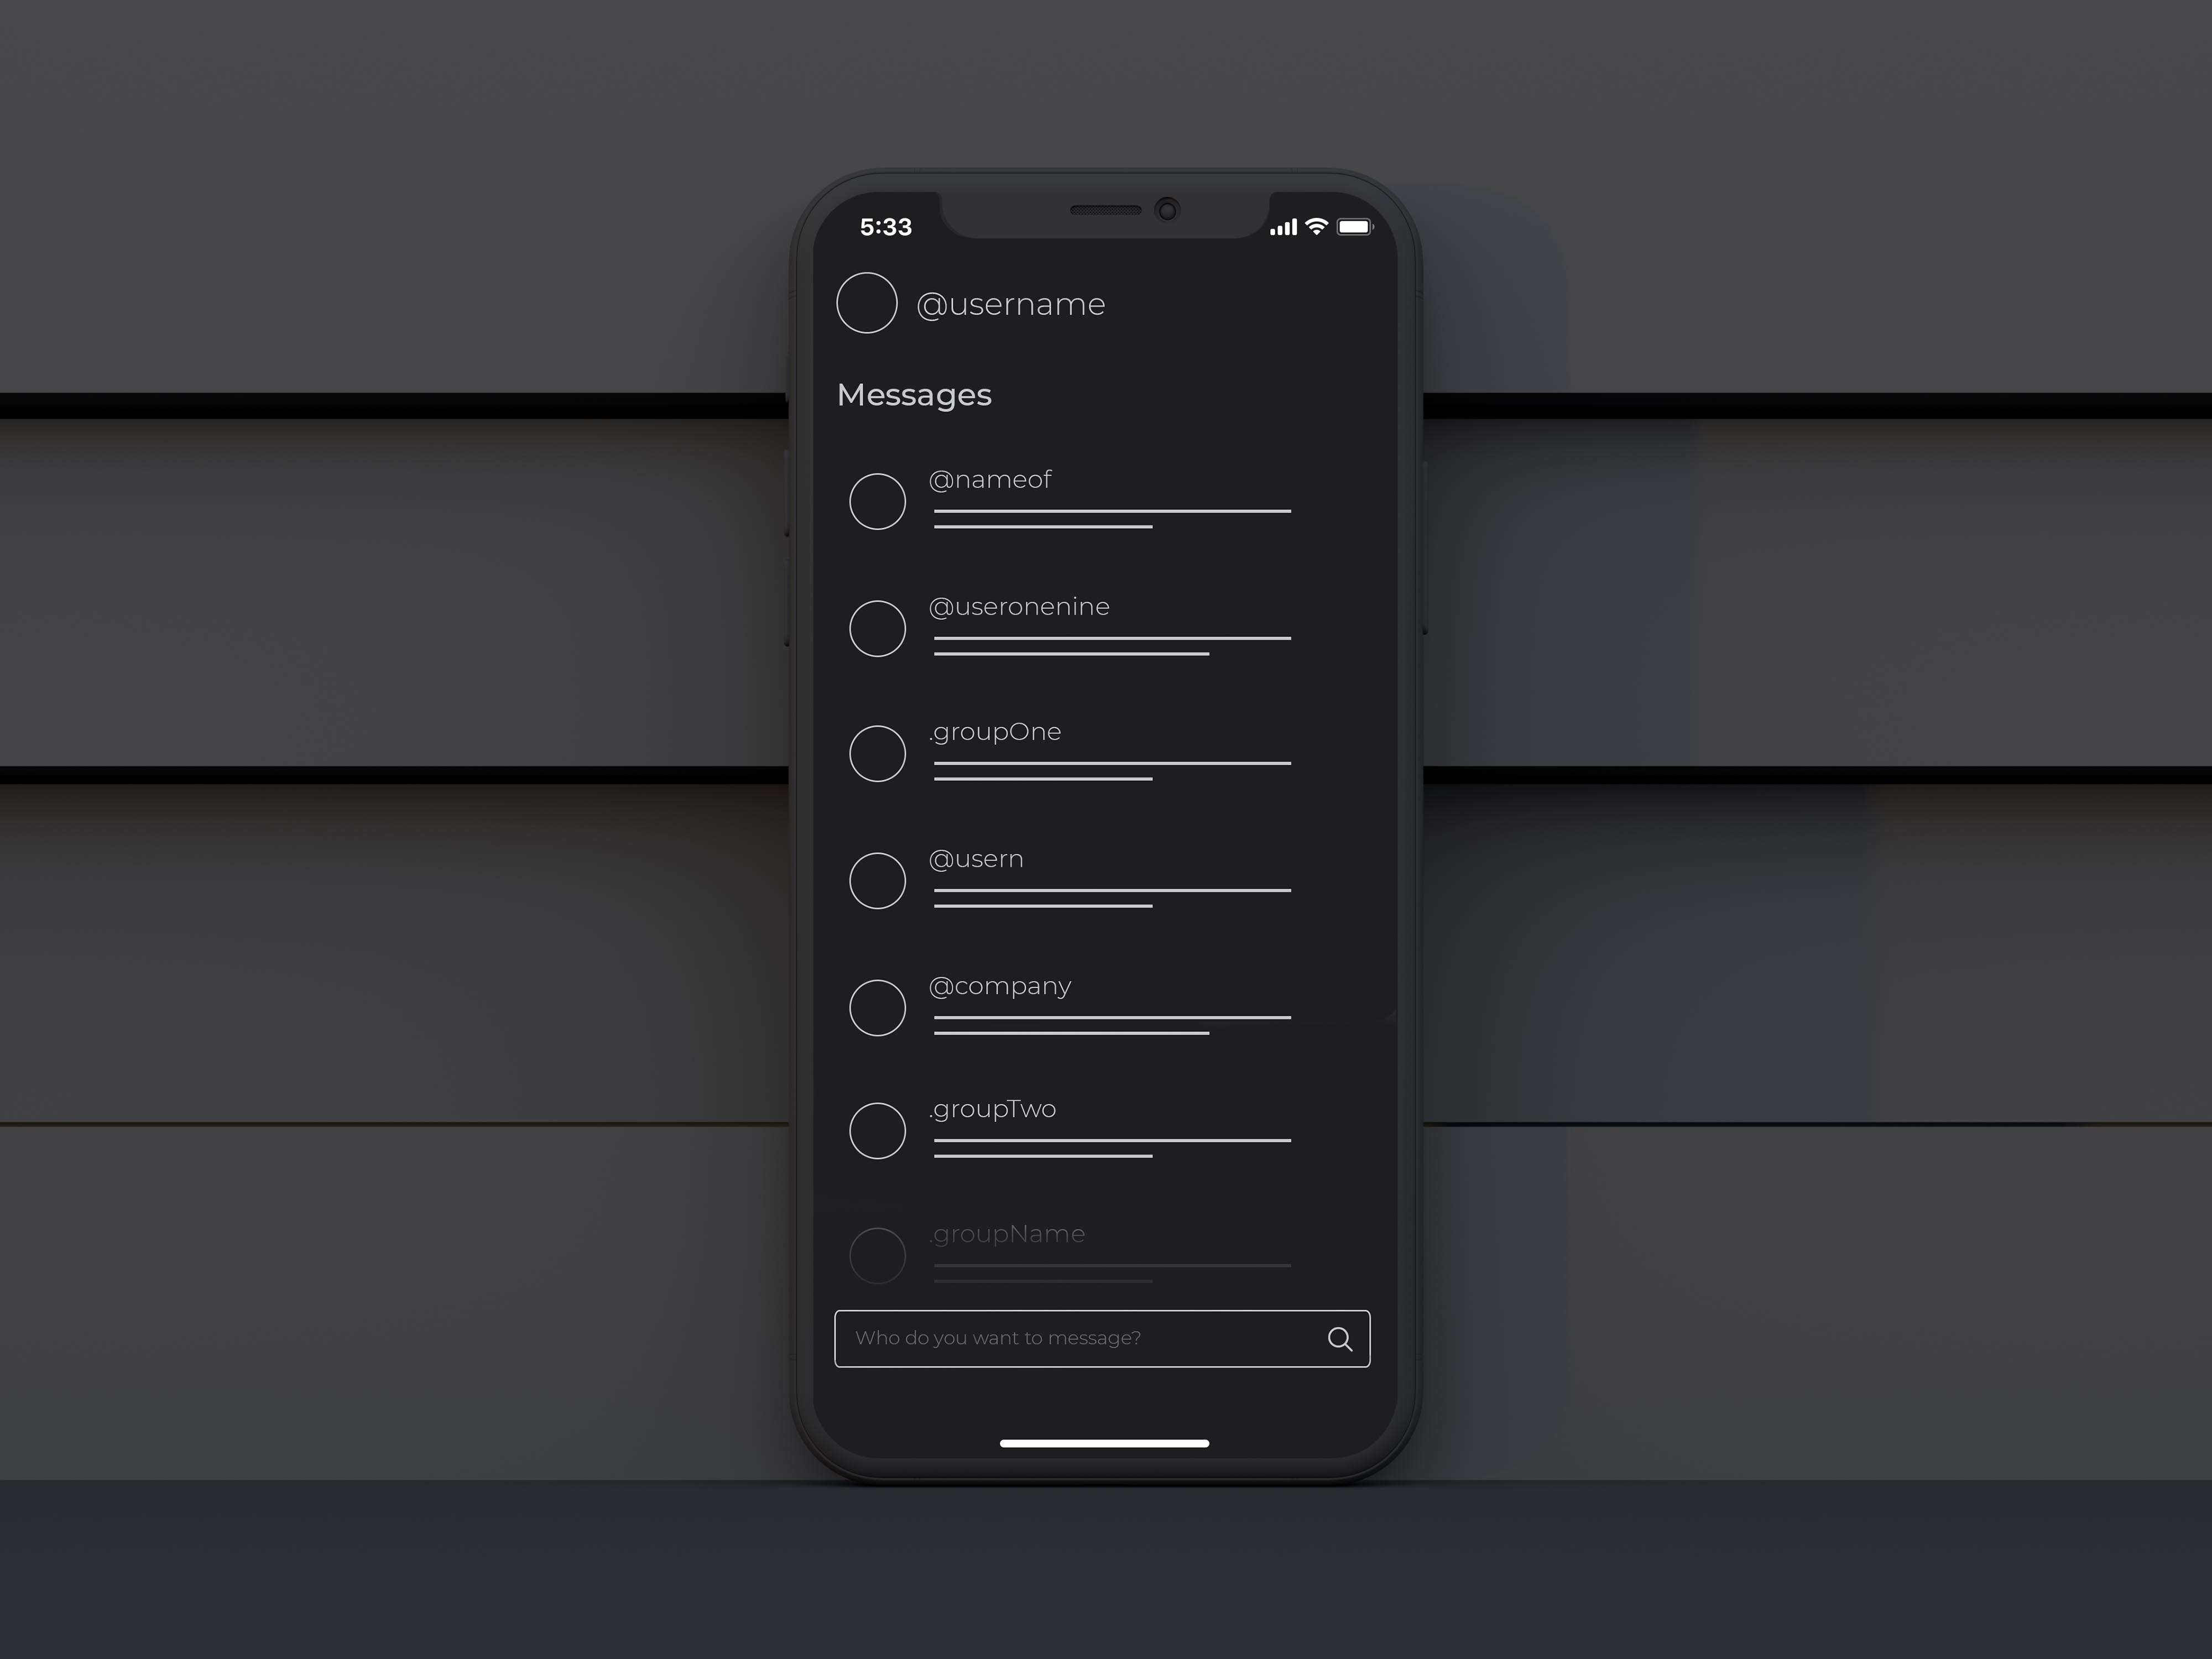 5:33
@username
Messages
@nameof
@useronenine
.groupOne
@usern
@company
.groupTwo
.groupName
Who do you want to message?